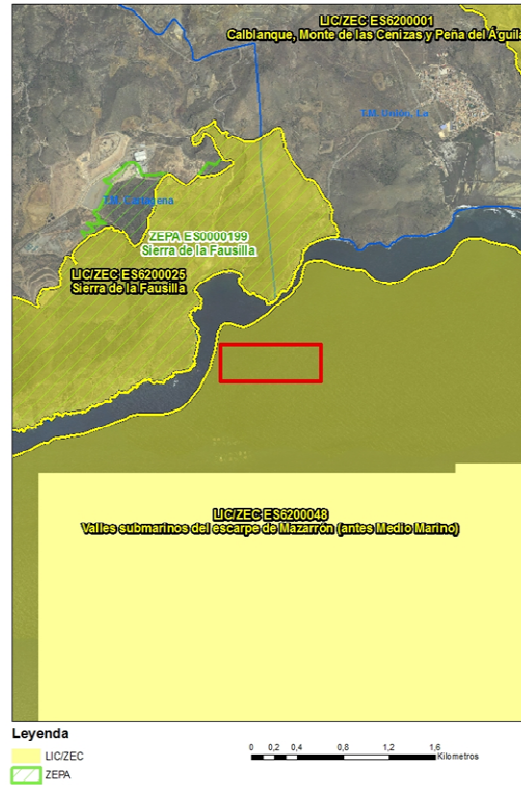 LIC/ZEC ES6200001
Calblanque, Monte de las Cenizas y Peña del Águila
T.M. Unión, La
T.M. Cartagena
ZEPA ES0000199
Sierra de la Fausilla
LIC/ZEC ES6200025
Sierra de la Fausilla
LIC/ZEC ES6200048
Valles submarinos del escarpe de Mazarrón (antes Medio Marino)
Leyenda
LIC/ZEC
ZEPA
0 0,2 0,4 0,8 1,2 1,6
Kilometros